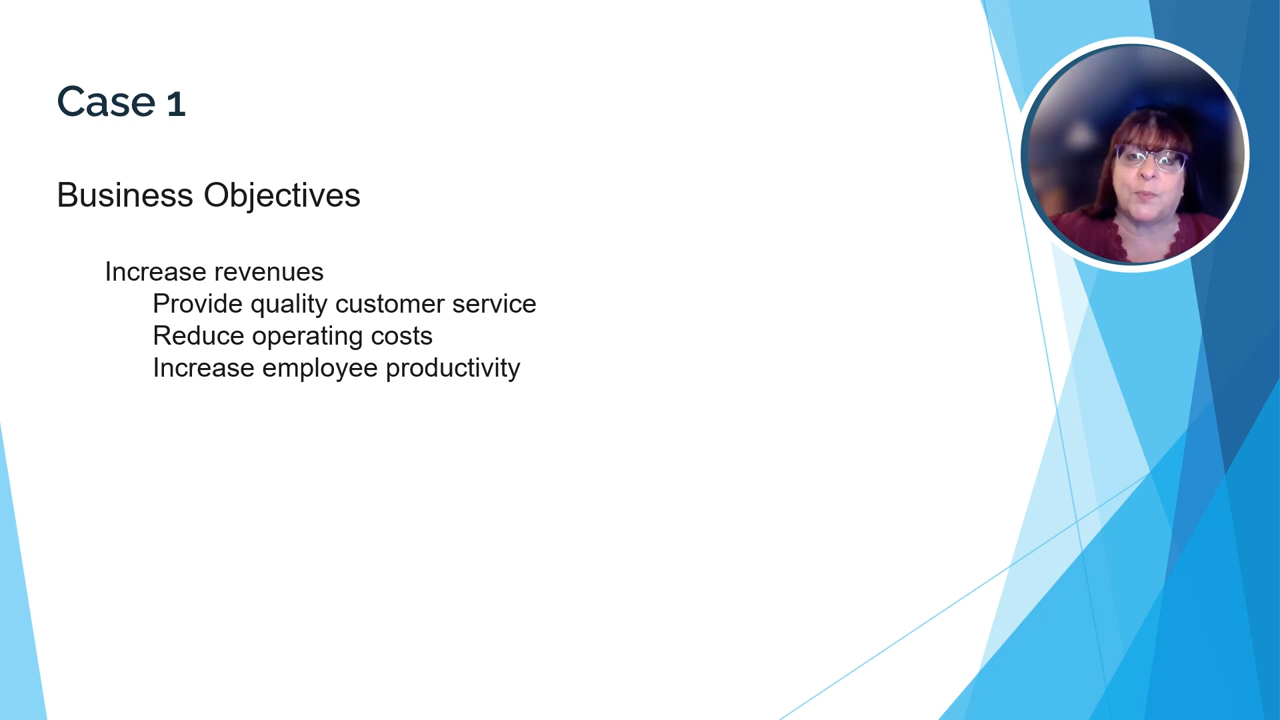 Case 1
Business Objectives
Increase revenues
Provide quality customer service
Reduce operating costs
Increase employee productivity